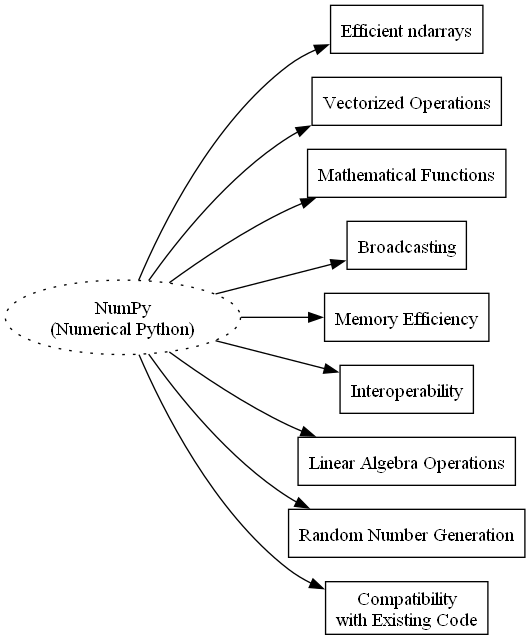 Efficient ndarrays
Vectorized Operations
Mathematical Functions
Broadcasting
NumPy
(Numerical Python)
Memory Efficiency
Interoperability
Linear Algebra Operations
Random Number Generation
Compatibility
with Existing Code